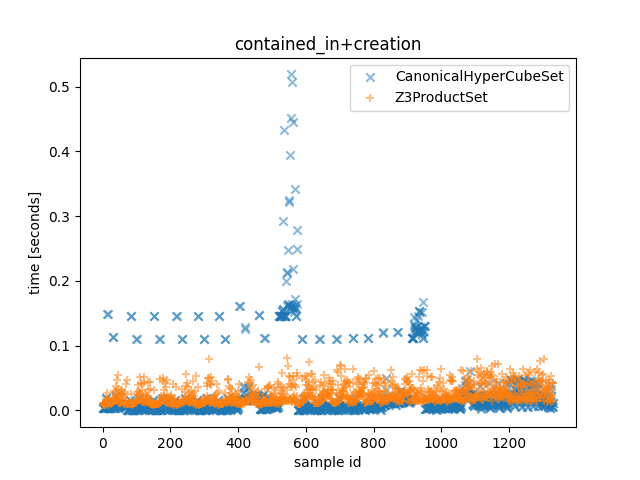 contained_in+creation
CanonicalHyperCubeSet
Z3ProductSet
time [seconds]
0.5
0.4
0.3
0.2
0.1
0.0
0 200 400 600 800 1000 1200
sample id